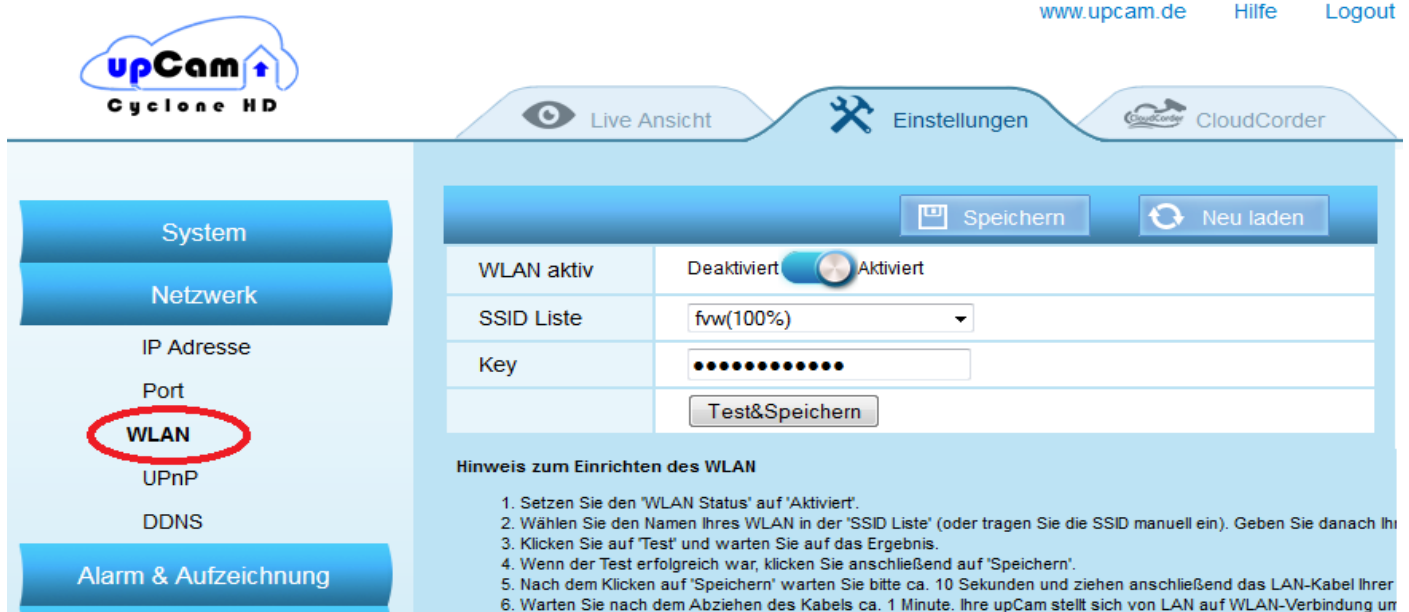 www.upcam.de Hilfe Logout
upCam
Cyclone HD
Live Ansicht Einstellungen CloudCorder CloudCorder
System
Speichern Neu laden
WLAN aktiv Deaktiviert Aktiviert
Netzwerk
SSID Liste fvw(100%)
IP Adresse
Key ●●●●●●●●●●●●
Port
Test&Speichern
WLAN
Hinweis zum Einrichten des WLAN
UPnP
1. Setzen Sie den 'WLAN Status' auf 'Aktiviert'.
DDNS
2. Wählen Sie den Namen Ihres WLAN in der 'SSID Liste' (oder tragen Sie die SSID manuell ein). Geben Sie danach
3. Klicken Sie auf 'Test' und warten Sie auf das Ergebnis.
Alarm & Aufzeichnung
4. Wenn der Test erfolgreich war, klicken Sie anschließend auf 'Speichern'.
5. Nach dem Klicken auf 'Speichern' warten Sie bitte ca. 10 Sekunden und ziehen anschließend das LAN-Kabel Ihrer
6. Warten Sie nach dem Abziehen des Kabels ca. 1 Minute. Ihre upCam stellt sich von LAN auf WLAN-Verbindung um